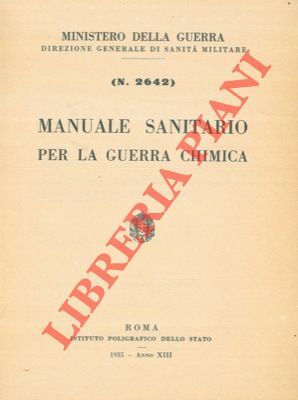 MINISTERO DELLA GUERRA
DIREZIONE GENERALE DI SANITÀ MILITARE
(N. 2642)
MANUALE SANITARIO
PER LA GUERRA CHIMICA
LIBRERIA PIANI
ROMA
ISTITUTO POLIGRAFICO DELLO STATO
1935 - ANNO XIII